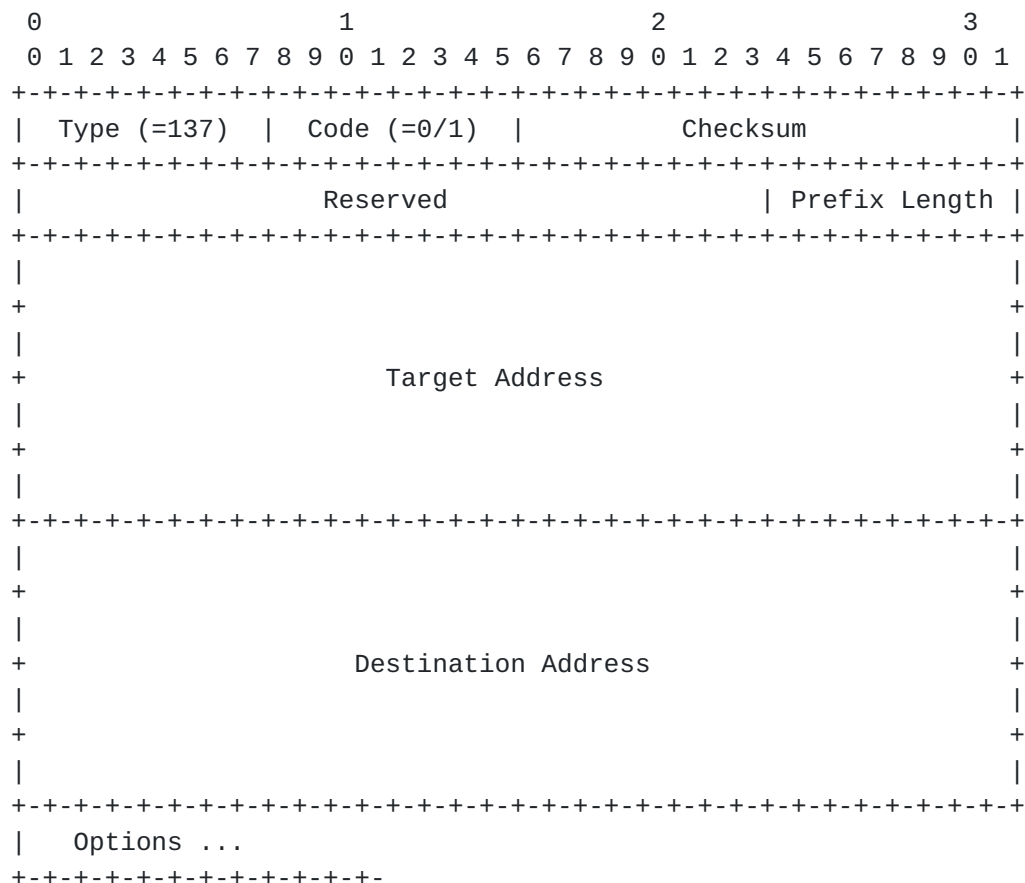 0                   1                   2                   3
 0 1 2 3 4 5 6 7 8 9 0 1 2 3 4 5 6 7 8 9 0 1 2 3 4 5 6 7 8 9 0 1
+-+-+-+-+-+-+-+-+-+-+-+-+-+-+-+-+-+-+-+-+-+-+-+-+-+-+-+-+-+-+-+-+
|  Type (=137)  |  Code (=0/1)  |          Checksum             |
+-+-+-+-+-+-+-+-+-+-+-+-+-+-+-+-+-+-+-+-+-+-+-+-+-+-+-+-+-+-+-+-+
|                   Reserved                    | Prefix Length |
+-+-+-+-+-+-+-+-+-+-+-+-+-+-+-+-+-+-+-+-+-+-+-+-+-+-+-+-+-+-+-+-+
|                                                               |
+                                                               +
|                                                               |
+                       Target Address                          +
|                                                               |
+                                                               +
|                                                               |
+-+-+-+-+-+-+-+-+-+-+-+-+-+-+-+-+-+-+-+-+-+-+-+-+-+-+-+-+-+-+-+-+
|                                                               |
+                                                               +
|                                                               |
+                     Destination Address                       +
|                                                               |
+                                                               +
|                                                               |
+-+-+-+-+-+-+-+-+-+-+-+-+-+-+-+-+-+-+-+-+-+-+-+-+-+-+-+-+-+-+-+-+
|   Options ...
+-+-+-+-+-+-+-+-+-+-+-+-